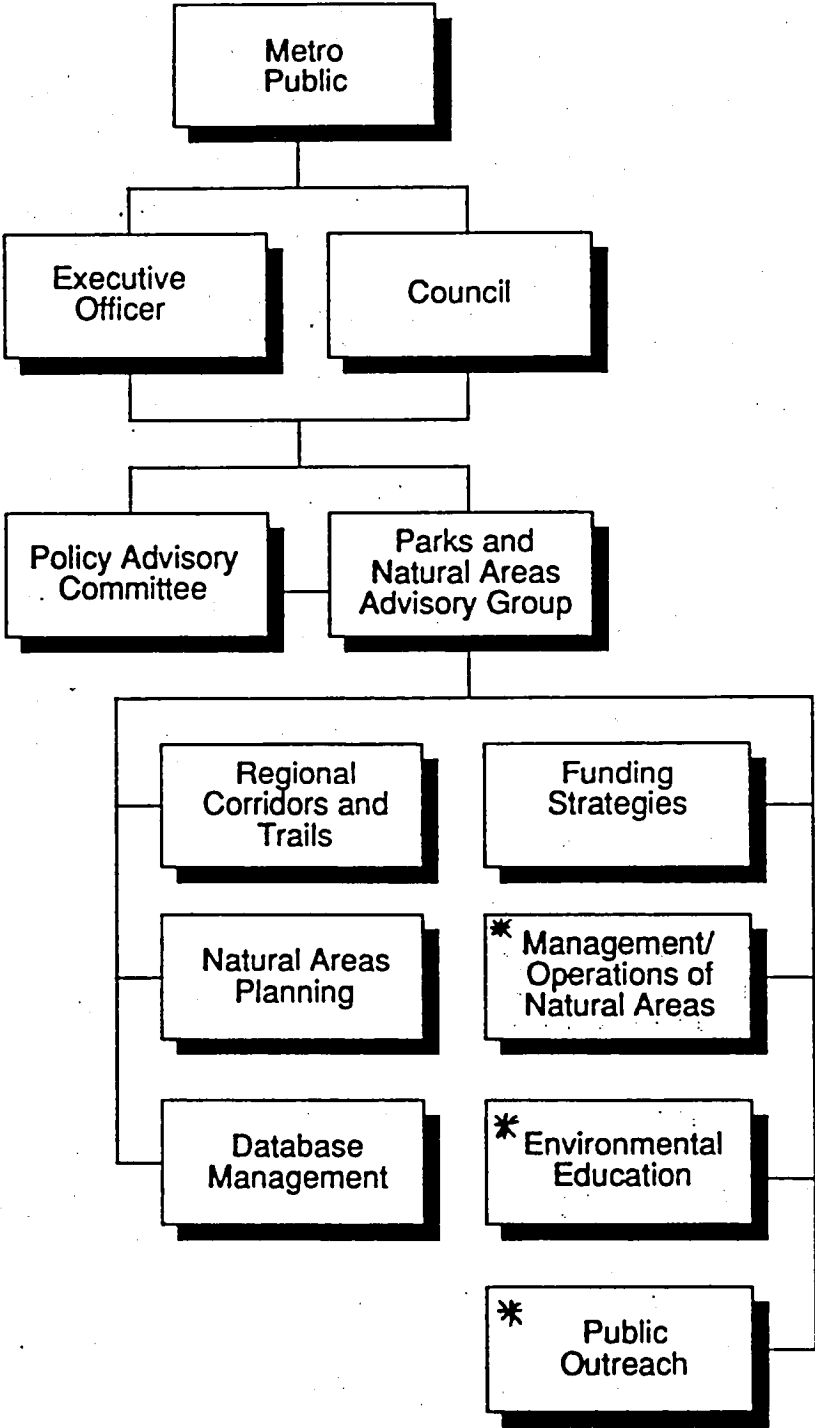 Metro
Public
Executive
Officer
Council
Policy Advisory
Committee
Parks and
Natural Areas
Advisory Group
Regional
Corridors and
Trails
Funding
Strategies
Natural Areas
Planning
* Management/
Operations of
Natural Areas
Database
Management
* Environmental
Education
* Public
Outreach